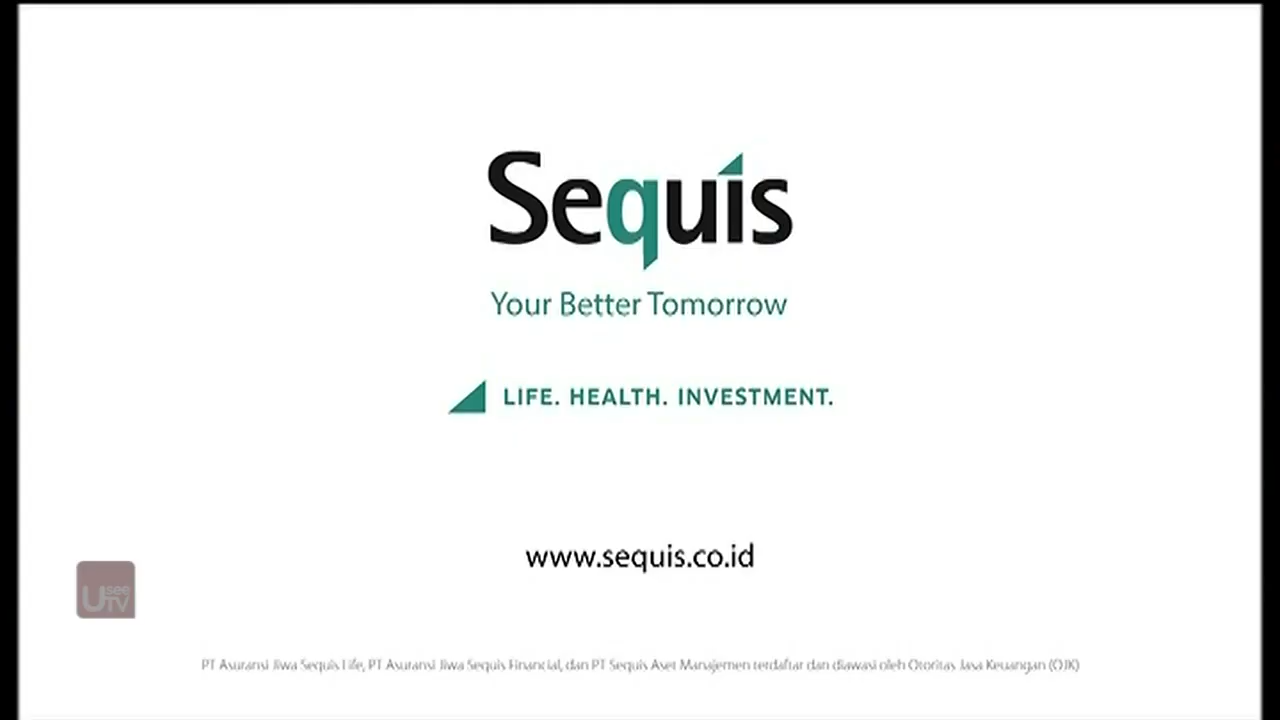 Sequis
Your Better Tomorrow
LIFE. HEALTH. INVESTMENT.
www.sequis.co.id
UseeTV
PT Asuransi Jiwa Sequis Life, PT Asuransi Jiwa Sequis Financial, dan PT Sequis Aset Manajemen terdaftar dan diawasi oleh Otoritas Jasa Keuangan (OJK)